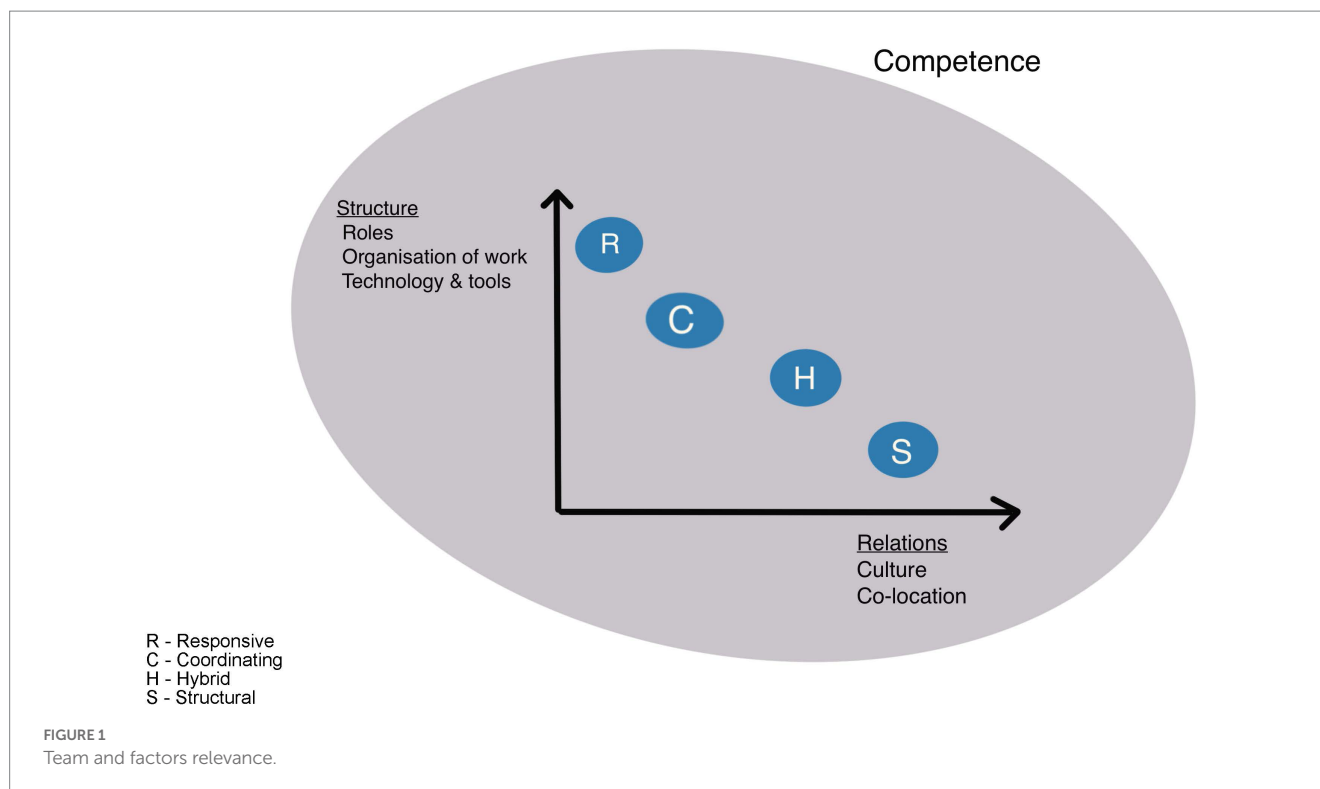 Competence
Structure
Roles
Organisation of work
Technology & tools
R
C
H
S
Relations
Culture
Co-location
R - Responsive
C - Coordinating
H - Hybrid
S - Structural
FIGURE 1
Team and factors relevance.